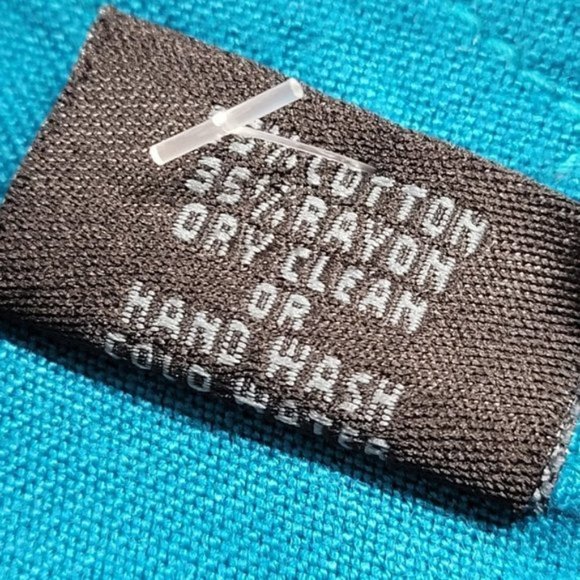 % COTTON
35% RAYON
DRY CLEAN
OR
HAND WASH
COLD WATER